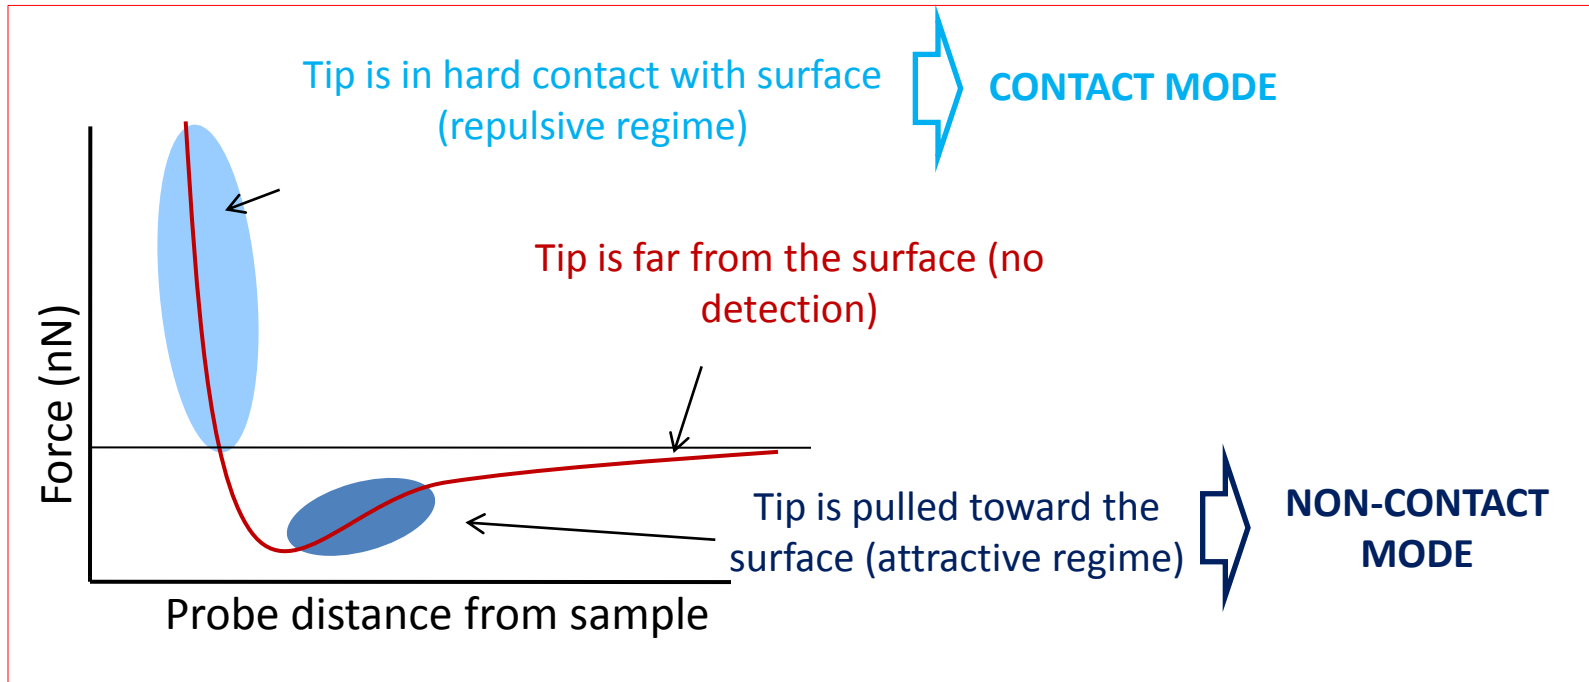 Tip is in hard contact with surface
(repulsive regime)
CONTACT MODE
Tip is far from the surface (no
detection)
Force (nN)
Tip is pulled toward the
surface (attractive regime)
NON-CONTACT
MODE
Probe distance from sample